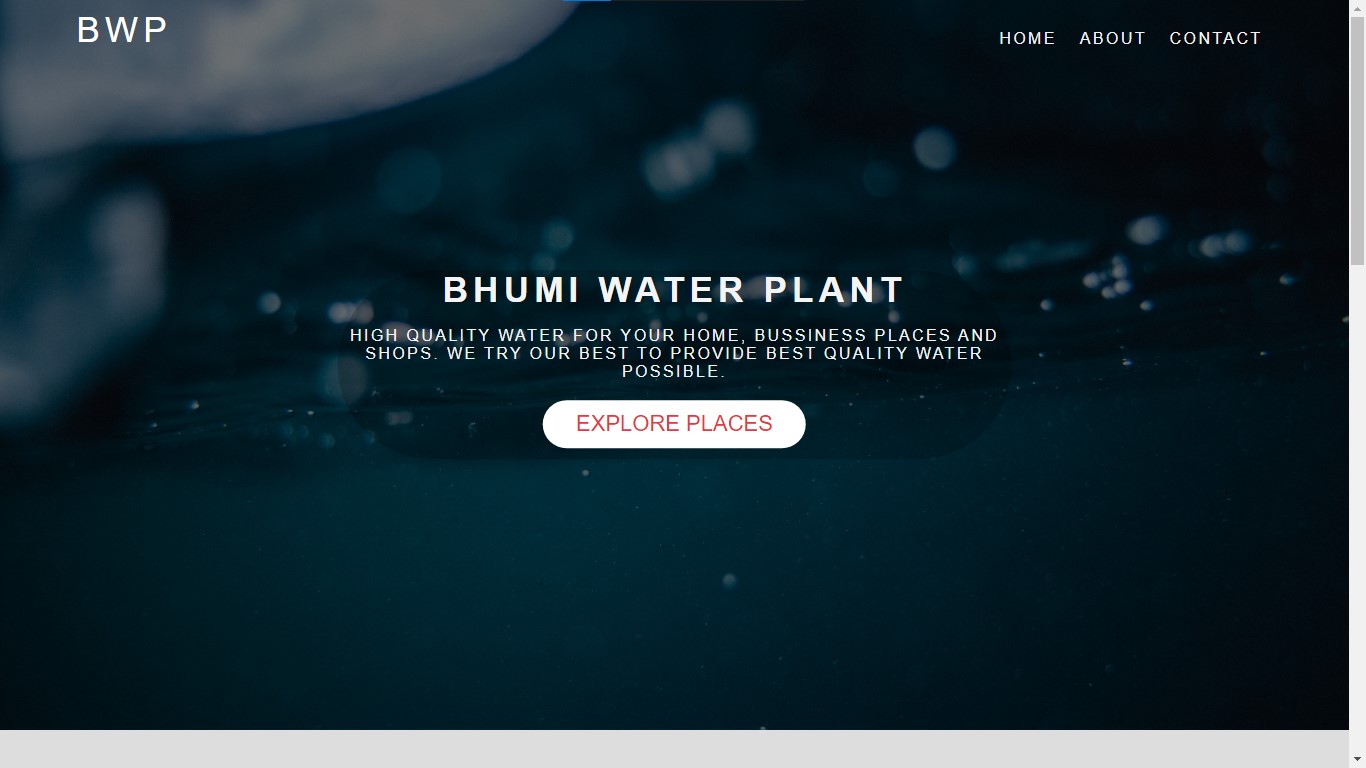 BWP
HOME ABOUT CONTACT
BHUMI WATER PLANT
HIGH QUALITY WATER FOR YOUR HOME, BUSSINESS PLACES AND
SHOPS. WE TRY OUR BEST TO PROVIDE BEST QUALITY WATER
POSSIBLE.
EXPLORE PLACES